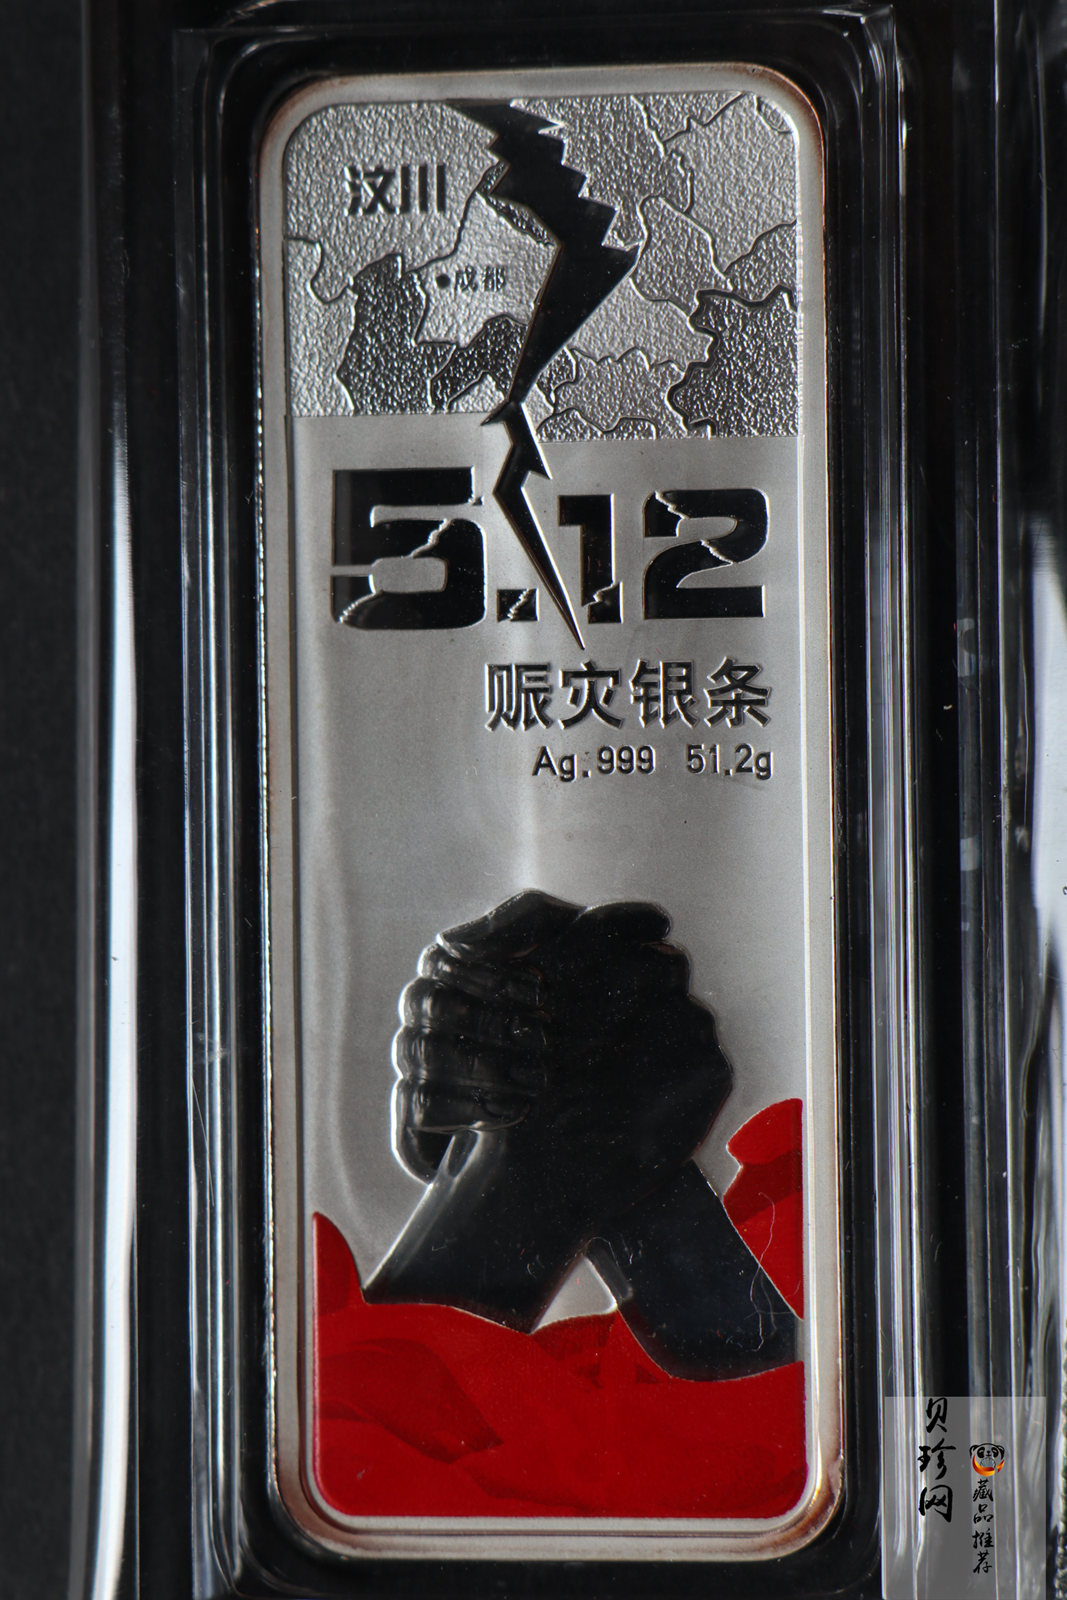 汶川
成都
5.12
赈灾银条
Ag.999 51.2g
贝珍网
藏品推荐